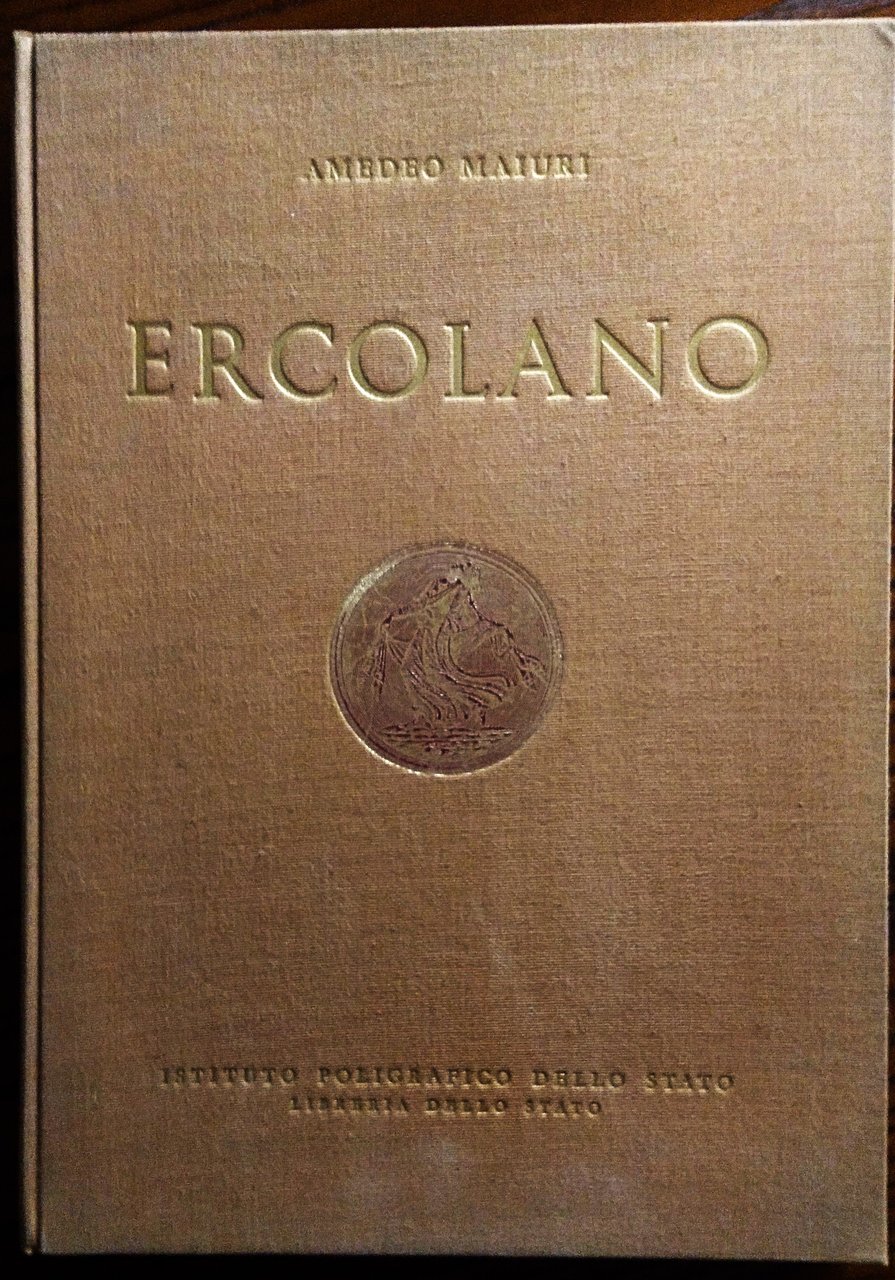 AMEDEO MAIURI
ERCOLANO
ISTITUTO POLIGRAFICO DELLO STATO
LIBRERIA DELLO STATO